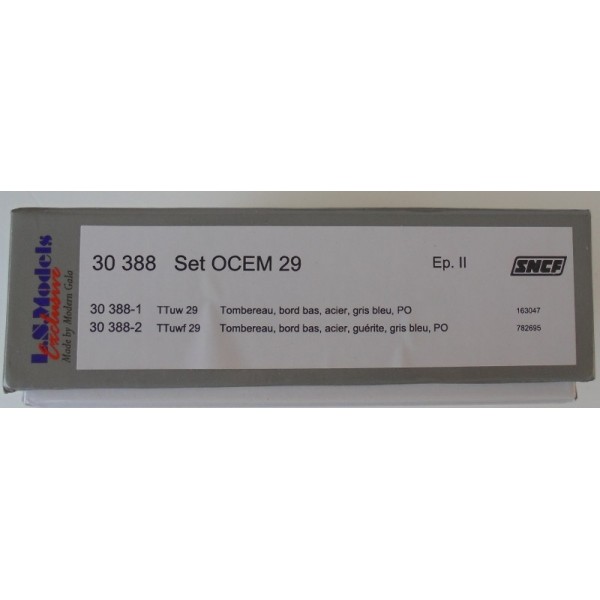 LS Models
Exclusive
Made by Modern Gala
30 388 Set OCEM 29 Ep. II SNCF
30 388-1 TTuw 29 Tombereau, bord bas, acier, gris bleu, PO 163047
30 388-2 TTuwf 29 Tombereau, bord bas, acier, guérite, gris bleu, PO 782695